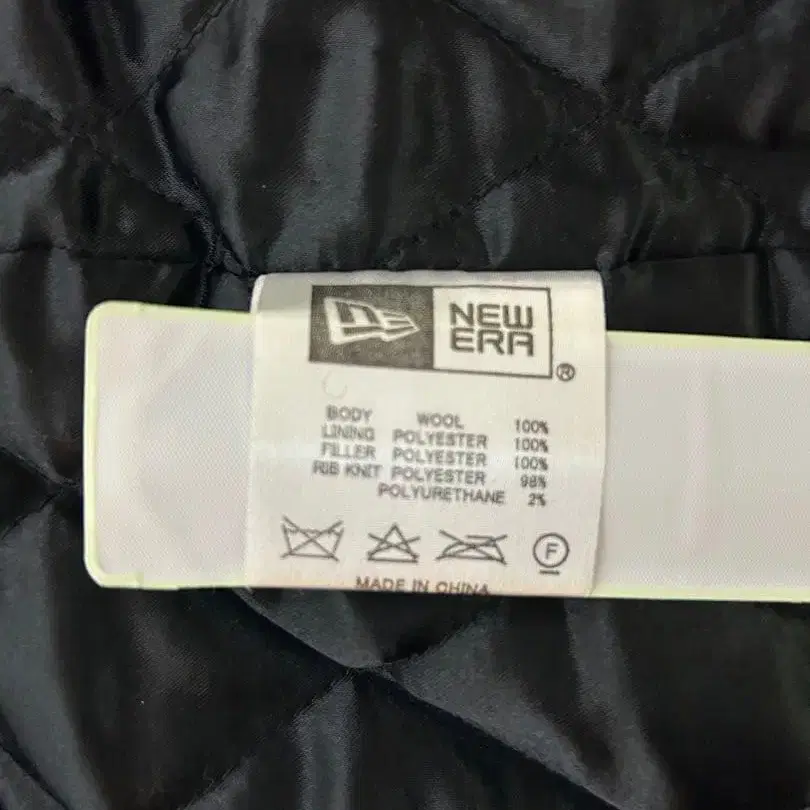 NEW
ERA
®
BODY WOOL 100%
LINING POLYESTER 100%
FILLER POLYESTER 100%
RIB KNIT POLYESTER 98%
POLYURETHANE 2%
F
MADE IN CHINA